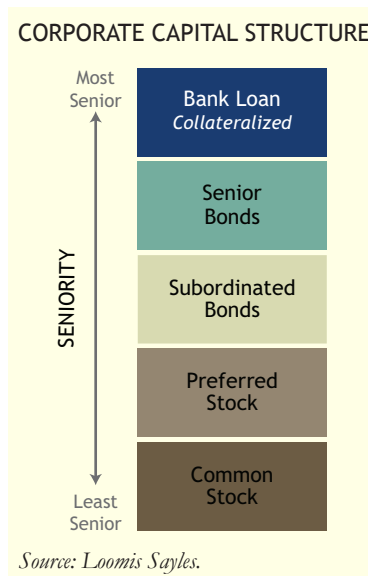 CORPORATE CAPITAL STRUCTURE
Most
Senior
Bank Loan
Collateralized
Senior
Bonds
SENIORITY
Subordinated
Bonds
Preferred
Stock
Common
Stock
Least
Senior
Source: Loomis Sayles.